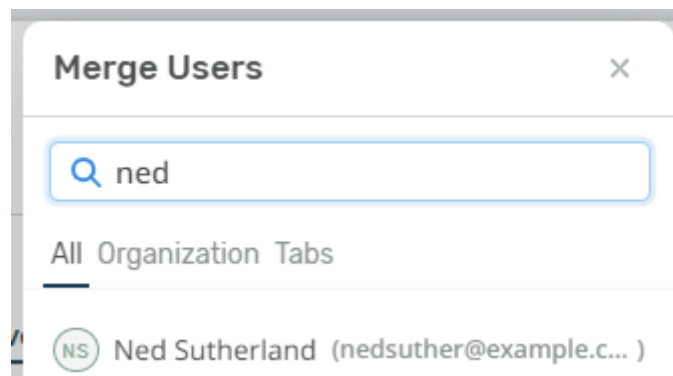 Merge Users
ned
All Organization Tabs
NS Ned Sutherland (nedsuther@example.c... )